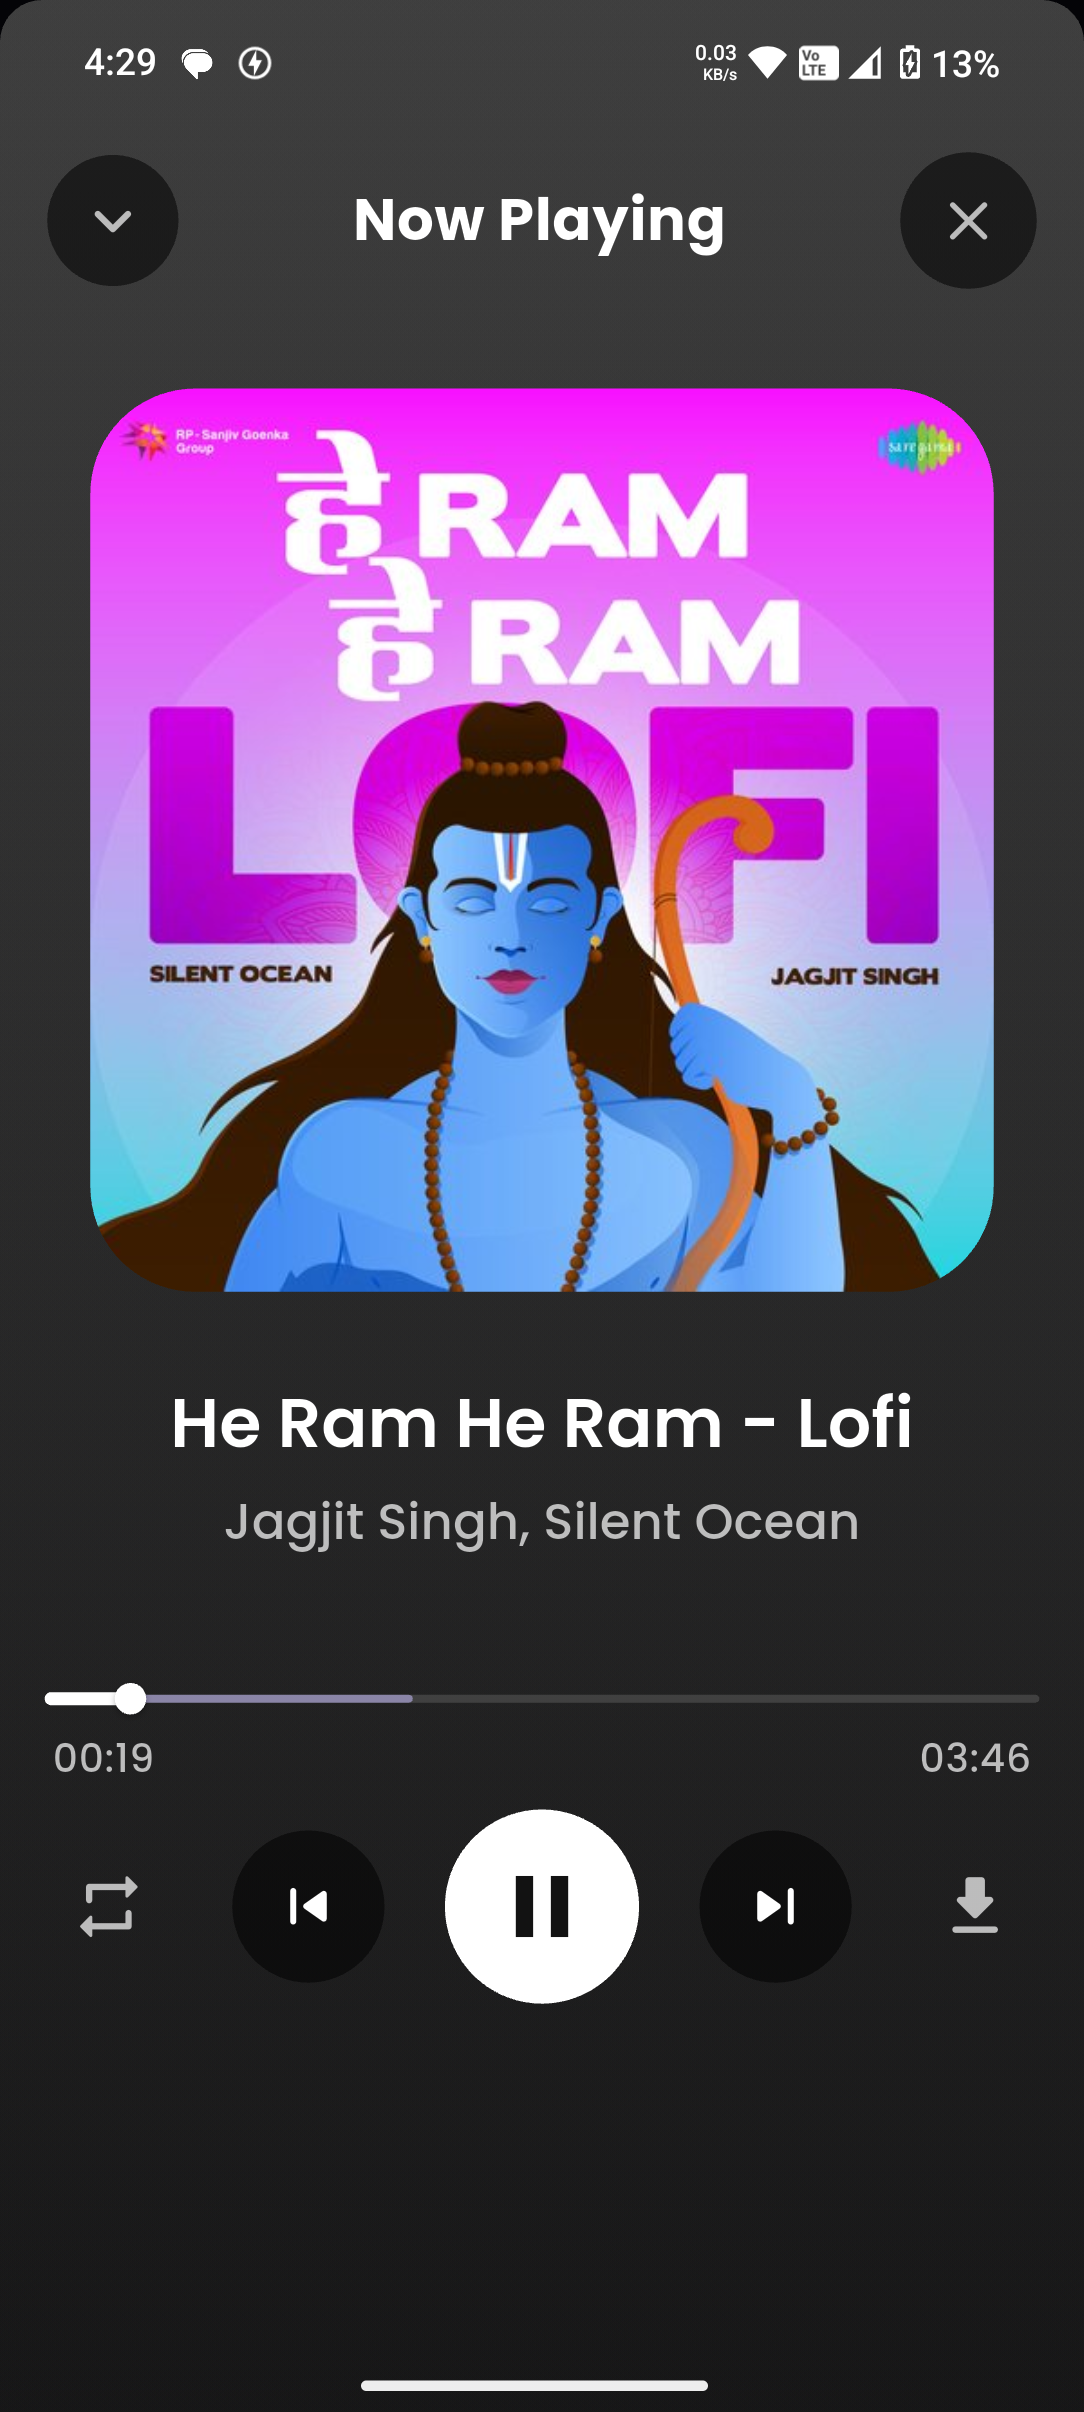 4:29
0.03
KB/s
Vo
LTE
13%
Now Playing
RP-Sanjiv Goenka
Group
saregama
हे RAM
हे RAM
LOFI
SILENT OCEAN
JAGJIT SINGH
He Ram He Ram - Lofi
Jagjit Singh, Silent Ocean
00:19
03:46